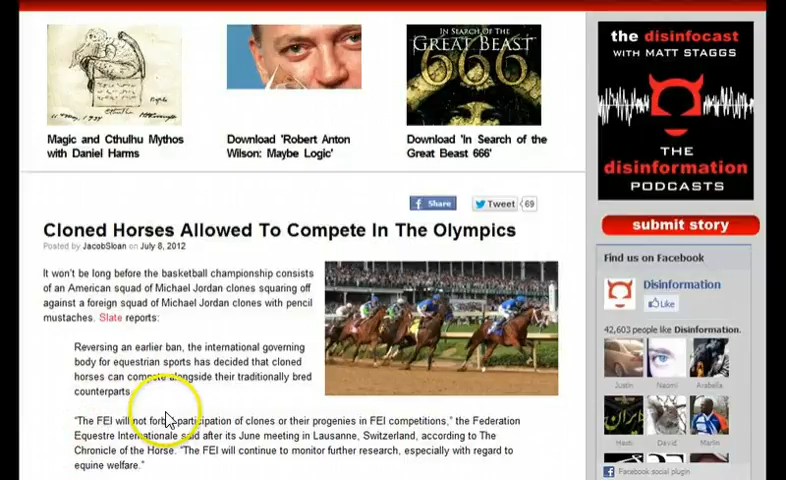 the disinfocast
WITH MATT STAGGS
THE
disinformation
PODCASTS
IN SEARCH OF THE
GREAT BEAST
666
Magic and Cthulhu Mythos
with Daniel Harms
Download 'Robert Anton
Wilson: Maybe Logic'
Download 'In Search of the
Great Beast 666'
Share
Tweet
69
submit story
Cloned Horses Allowed To Compete In The Olympics
Posted by JacobSloan on July 8, 2012
It won't be long before the basketball championship consists
of an American squad of Michael Jordan clones squaring off
against a foreign squad of Michael Jordan clones with pencil
mustaches. Slate reports:
Reversing an earlier ban, the international governing
body for equestrian sports has decided that cloned
horses can compete alongside their traditionally bred
counterparts.
"The FEI will not forbid participation of clones or their progenies in FEI competitions," the Federation
Equestre Internationale said after its June meeting in Lausanne, Switzerland, according to The
Chronicle of the Horse. "The FEI will continue to monitor further research, especially with regard to
equine welfare."
Find us on Facebook
Disinformation
Like
42,603 people like Disinformation.
Justin
Naomi
Arabella
David
Marlin
Facebook social plugin